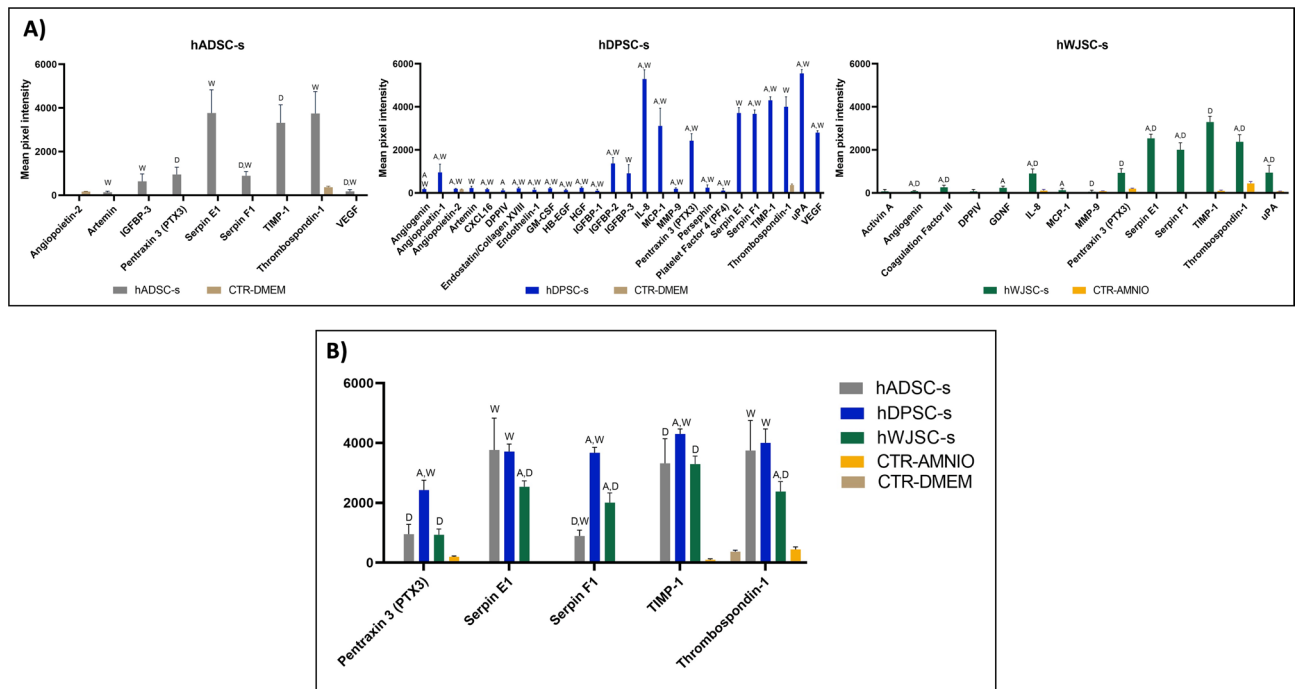 A)
hADSC-s
Mean pixel intensity
6000
4000
2000
0
W
W
D
W
D,W
D
W
D,W
Angiopoietin-2
Artemin
IGFBP-3
Pentraxin 3 (PTX3)
Serpin E1
Serpin F1
TIMP-1
Thrombospondin-1
VEGF
hADSC-s
CTR-DMEM
hDPSC-s
Mean pixel intensity
6000
4000
2000
0
A
W
A,W
A,W
A,W
A,W
A
A,W
A,W
A,W
A,W
A,W
A,W
A,W
W
A,W
A,W
A,W
A,W
A,W
A,W
W
A,W
A,W
W
A,W
A,W
Angiogenin
Angiopoietin-1
Angiopoietin-2
Artemin
CXCL16
DPPIV
Endostatin/Collagen XVIII
Endothelin-1
GM-CSF
HB-EGF
HGF
IGFBP-1
IGFBP-2
IGFBP-3
IL-8
MCP-1
MMP-9
Pentraxin 3 (PTX3)
Persephin
Platelet Factor 4 (PF4)
Serpin E1
Serpin F1
TIMP-1
Thrombospondin-1
uPA
VEGF
hDPSC-s
CTR-DMEM
hWJSC-s
Mean pixel intensity
6000
4000
2000
0
A,D
A,D
A
A,D
A
D
D
A,D
A,D
D
A,D
A,D
Activin A
Angiogenin
Coagulation Factor III
DPPIV
GDNF
IL-8
MCP-1
MMP-9
Pentraxin 3 (PTX3)
Serpin E1
Serpin F1
TIMP-1
Thrombospondin-1
uPA
hWJSC-s
CTR-AMNIO
B)
6000
4000
2000
0
D
A,W
D
W
W
A,D
D,W
A,W
A,D
D
A,W
D
W
W
A,D
Pentraxin 3 (PTX3)
Serpin E1
Serpin F1
TIMP-1
Thrombospondin-1
hADSC-s
hDPSC-s
hWJSC-s
CTR-AMNIO
CTR-DMEM